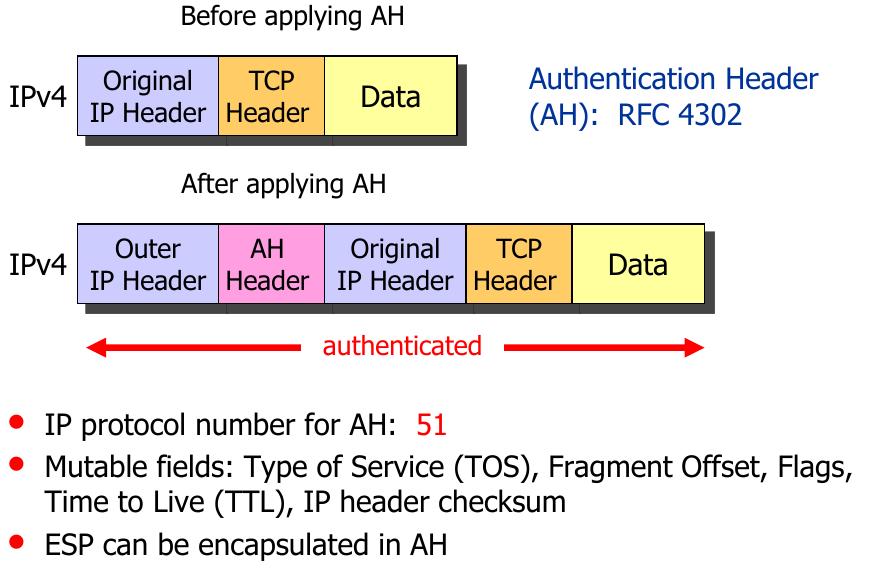 Before applying AH
IPv4
Original
IP Header
TCP
Header
Data
Authentication Header
(AH): RFC 4302
After applying AH
IPv4
Outer
IP Header
AH
Header
Original
IP Header
TCP
Header
Data
authenticated
• IP protocol number for AH: 51
• Mutable fields: Type of Service (TOS), Fragment Offset, Flags,
Time to Live (TTL), IP header checksum
• ESP can be encapsulated in AH